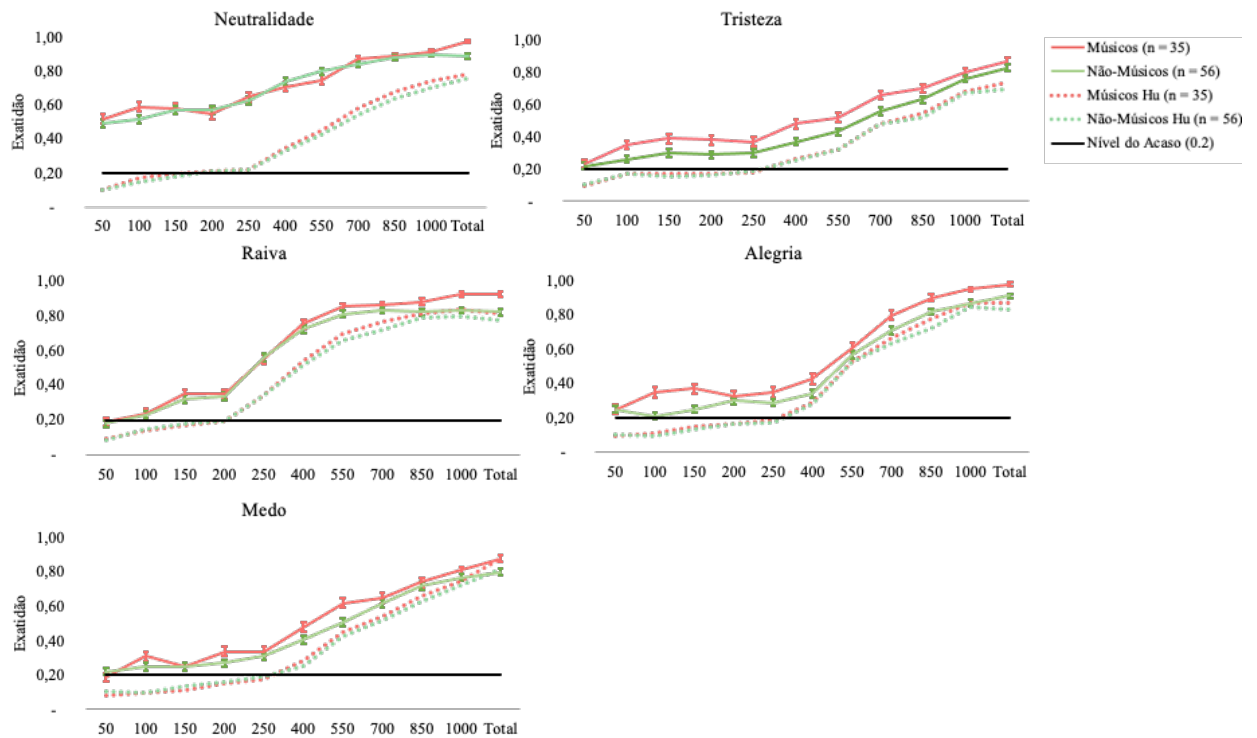 Neutralidade
1,00
0,80
0,60
0,40
0,20
-
Exatidão
50 100 150 200 250 400 550 700 850 1000 Total
Tristeza
1,00
0,80
0,60
0,40
0,20
-
Exatidão
50 100 150 200 250 400 550 700 850 1000 Total
Músicos (n = 35)
Não-Músicos (n = 56)
Músicos Hu (n = 35)
Não-Músicos Hu (n = 56)
Nível do Acaso (0.2)
Raiva
1,00
0,80
0,60
0,40
0,20
-
Exatidão
50 100 150 200 250 400 550 700 850 1000 Total
Alegria
1,00
0,80
0,60
0,40
0,20
-
Exatidão
50 100 150 200 250 400 550 700 850 1000 Total
Medo
1,00
0,80
0,60
0,40
0,20
-
Exatidão
50 100 150 200 250 400 550 700 850 1000 Total